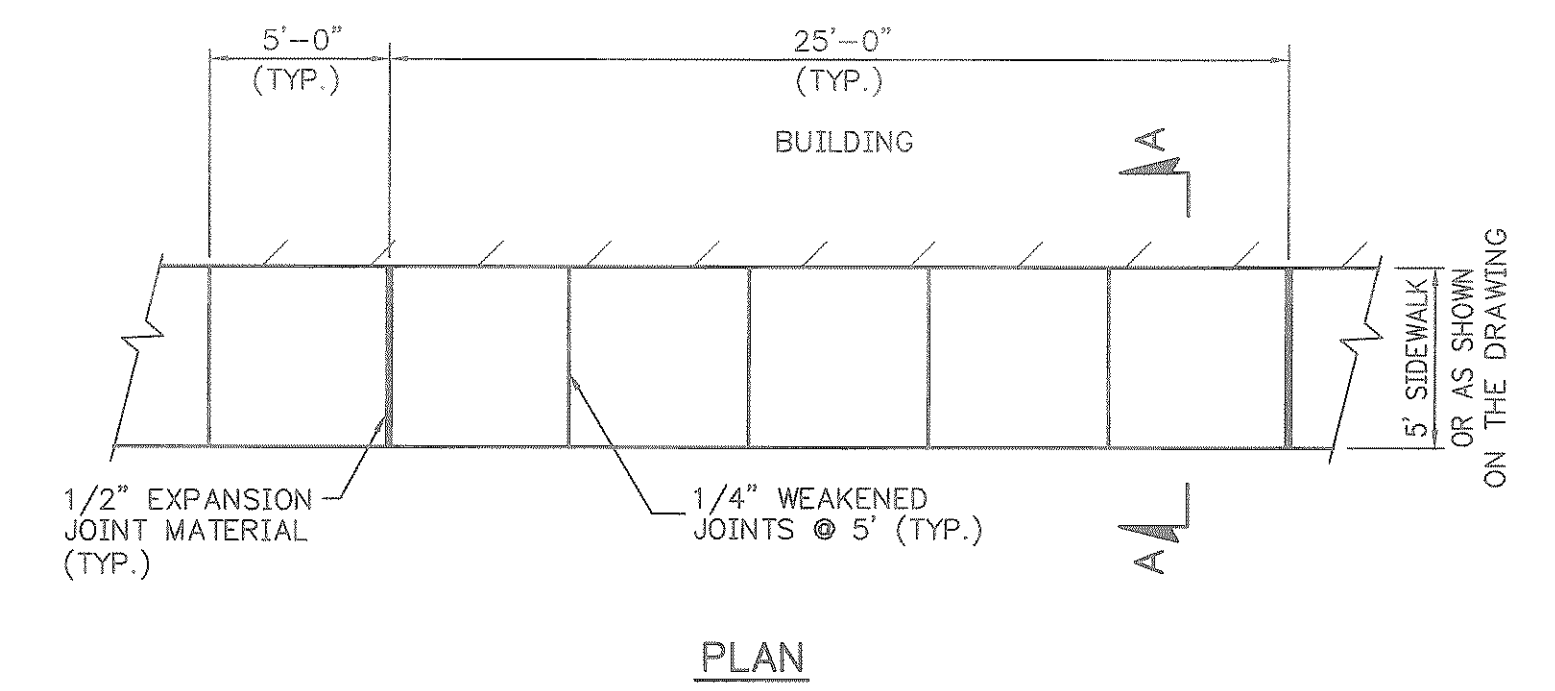 5'-0"
(TYP.)
25'-0"
(TYP.)
BUILDING
A
5' SIDEWALK
OR AS SHOWN
ON THE DRAWING
1/2" EXPANSION
JOINT MATERIAL
(TYP.)
1/4" WEAKENED
JOINTS @ 5' (TYP.)
A
PLAN